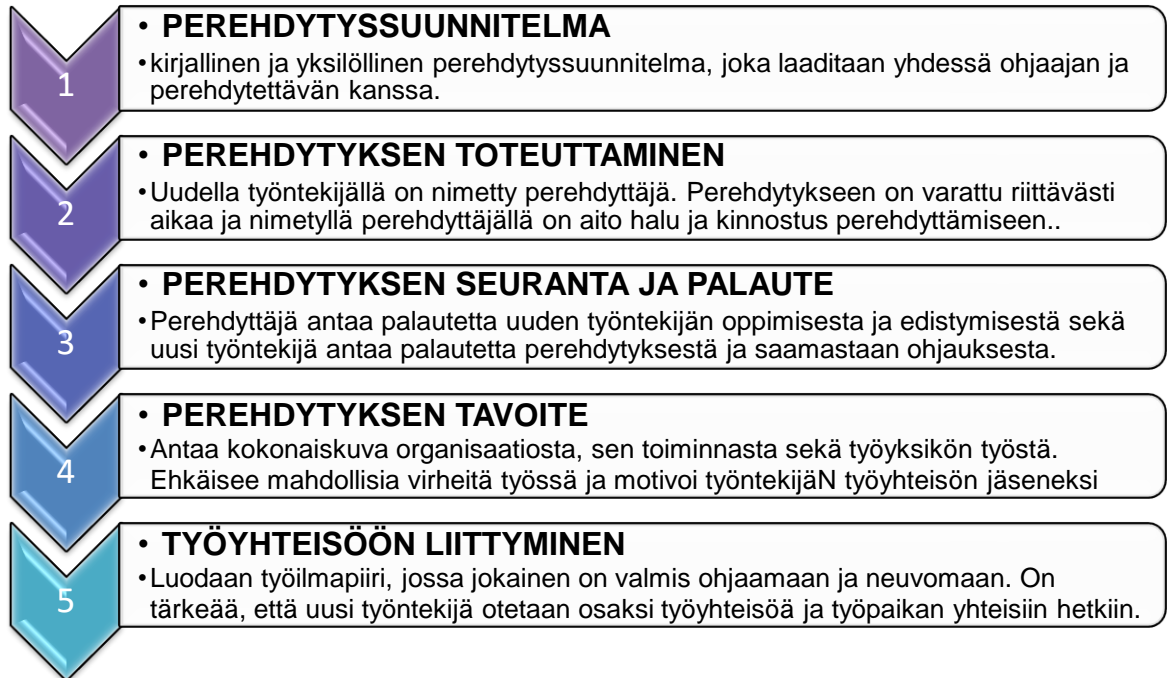 1
• PEREHDYTYSSUUNNITELMA
•kirjallinen ja yksilöllinen perehdytyssuunnitelma, joka laaditaan yhdessä ohjaajan ja
perehdytettävän kanssa.
2
• PEREHDYTYKSEN TOTEUTTAMINEN
•Uudella työntekijällä on nimetty perehdyttäjä. Perehdytykseen on varattu riittävästi
aikaa ja nimetyllä perehdyttäjällä on aito halu ja kinnostus perehdyttämiseen..
3
• PEREHDYTYKSEN SEURANTA JA PALAUTE
•Perehdyttäjä antaa palautetta uuden työntekijän oppimisesta ja edistymisestä sekä
uusi työntekijä antaa palautetta perehdytyksestä ja saamastaan ohjauksesta.
4
• PEREHDYTYKSEN TAVOITE
•Antaa kokonaiskuva organisaatiosta, sen toiminnasta sekä työyksikön työstä.
Ehkäisee mahdollisia virheitä työssä ja motivoi työntekijäN työyhteisön jäseneksi
5
• TYÖYHTEISÖÖN LIITTYMINEN
•Luodaan työilmapiiri, jossa jokainen on valmis ohjaamaan ja neuvomaan. On
tärkeää, että uusi työntekijä otetaan osaksi työyhteisöä ja työpaikan yhteisiin hetkiin.